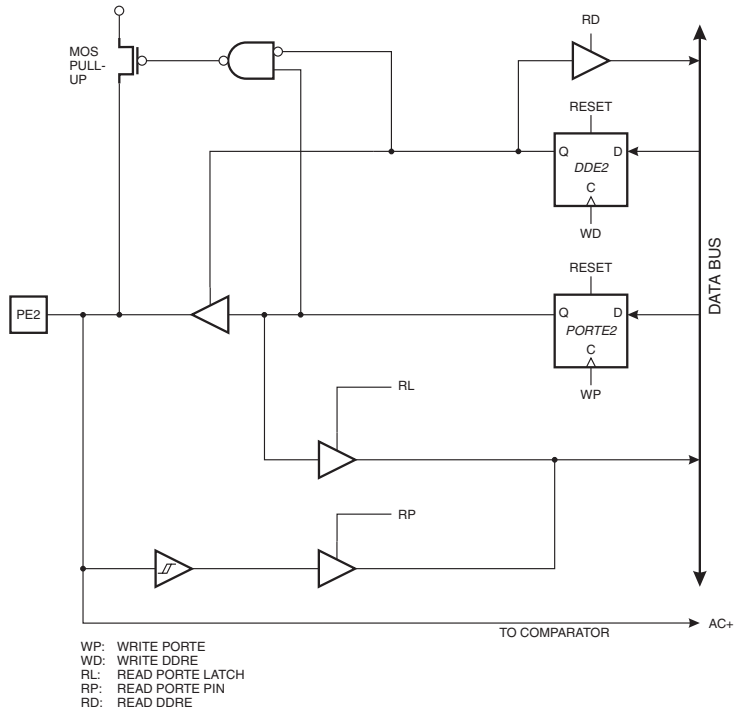 RD
MOS
PULL-
UP
RESET
Q
D
DDE2
C
WD
DATA BUS
RESET
PE2
Q
D
PORTE2
C
WP
RL
RP
TO COMPARATOR
AC+
WP: WRITE PORTE
WD: WRITE DDRE
RL: READ PORTE LATCH
RP: READ PORTE PIN
RD: READ DDRE